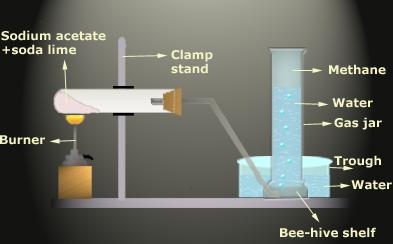 Sodium acetate
+soda lime
Clamp
stand
Methane
Water
Gas jar
Burner
Trough
Water
Bee-hive shelf